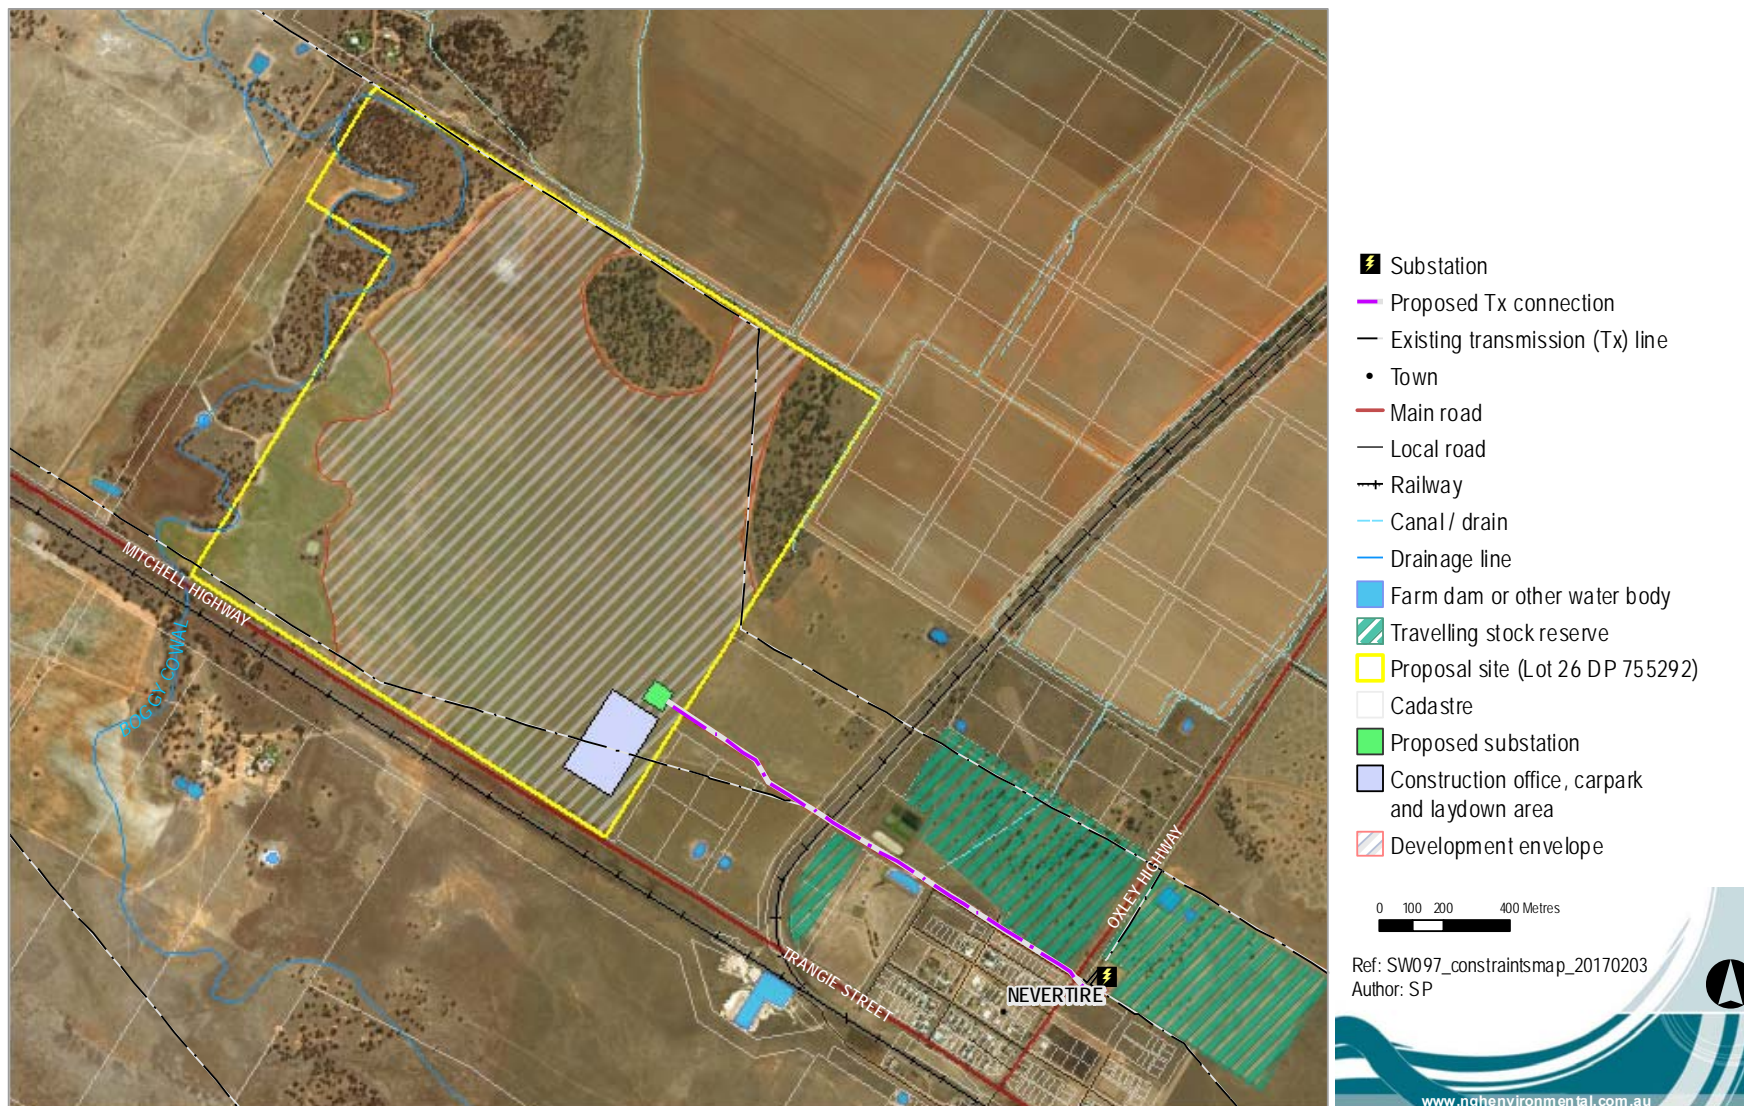 MITCHELL HIGHWAY
BOGGY COWAL
TRANGIE STREET
OXLEY HIGHWAY
NEVERTIRE
Substation
Proposed Tx connection
Existing transmission (Tx) line
Town
Main road
Local road
Railway
Canal / drain
Drainage line
Farm dam or other water body
Travelling stock reserve
Proposal site (Lot 26 DP 755292)
Cadastre
Proposed substation
Construction office, carpark
and laydown area
Development envelope
0 100 200 400 Metres
Ref: SW097_constraintsmap_20170203
Author: SP
www.nghenvironmental.com.au